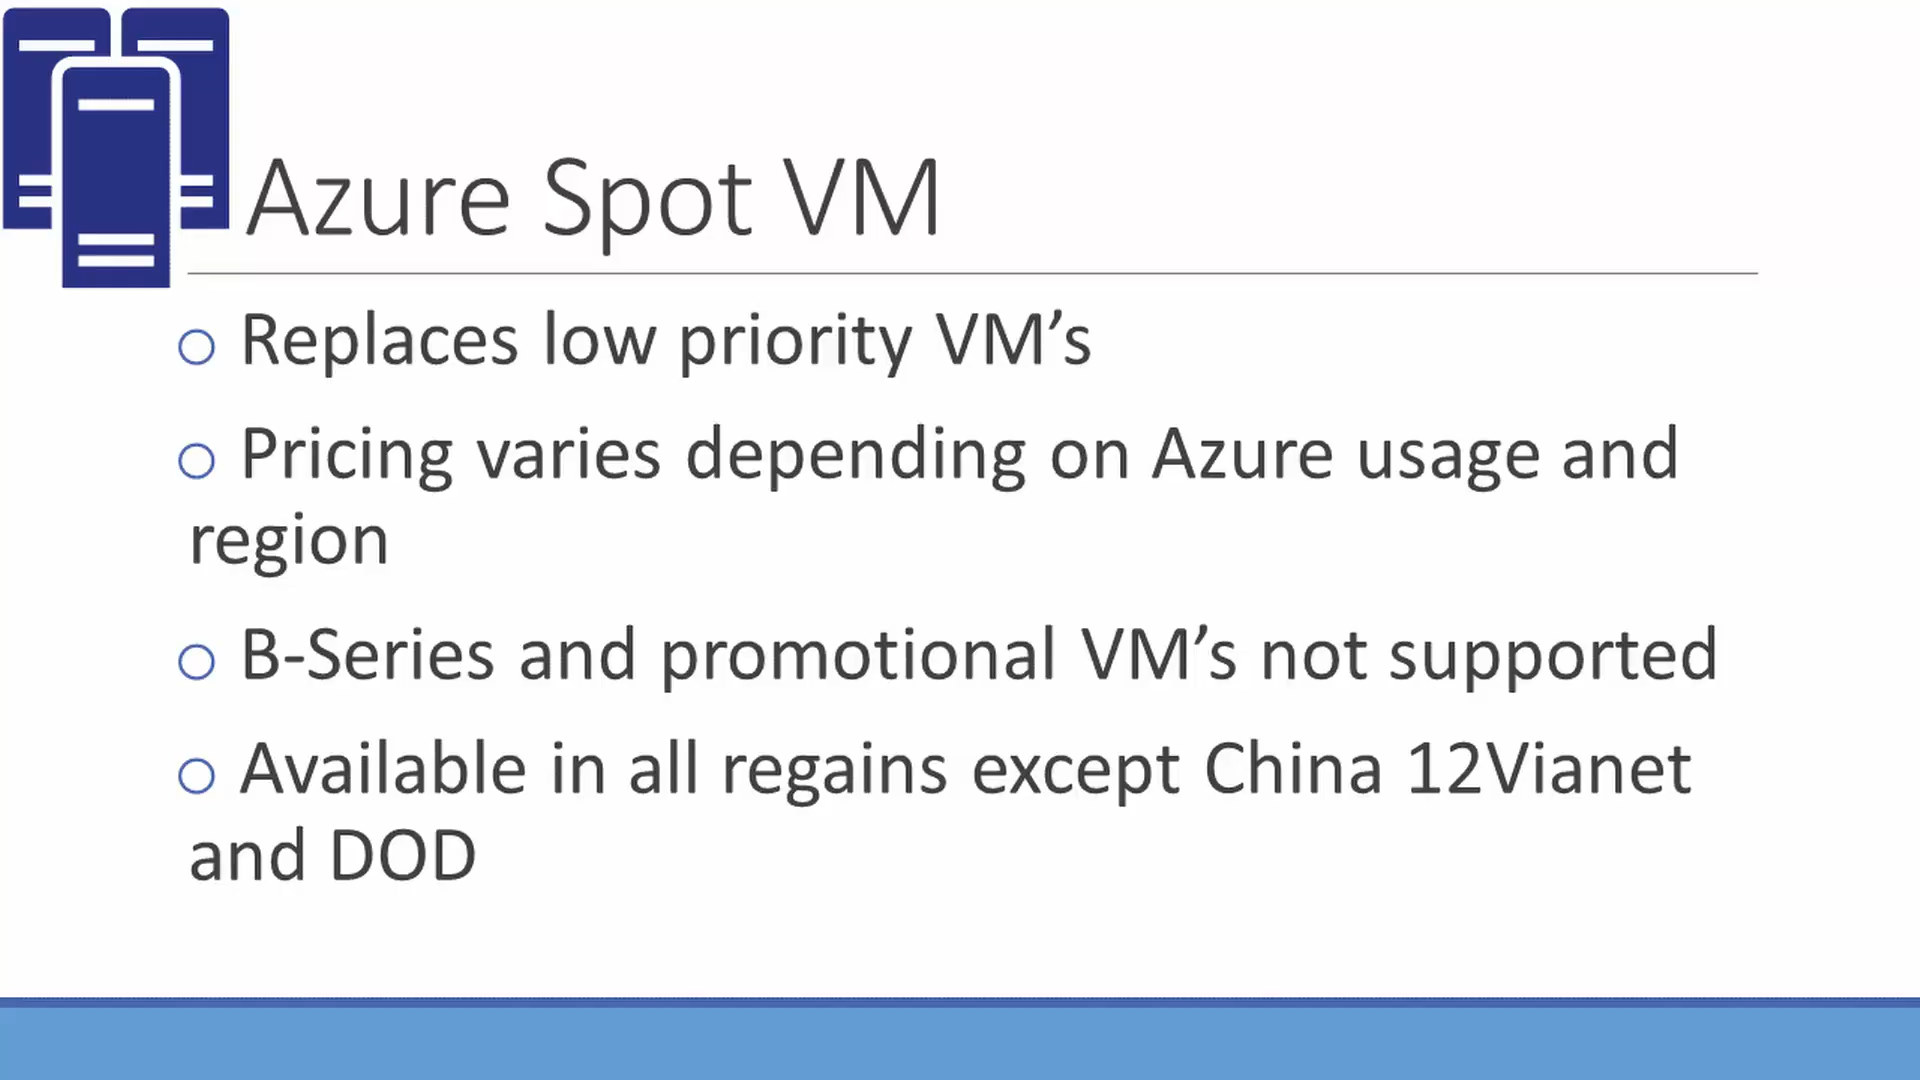 Azure Spot VM
o Replaces low priority VM’s
o Pricing varies depending on Azure usage and
region
o B-Series and promotional VM’s not supported
o Available in all regains except China 12Vianet
and DOD